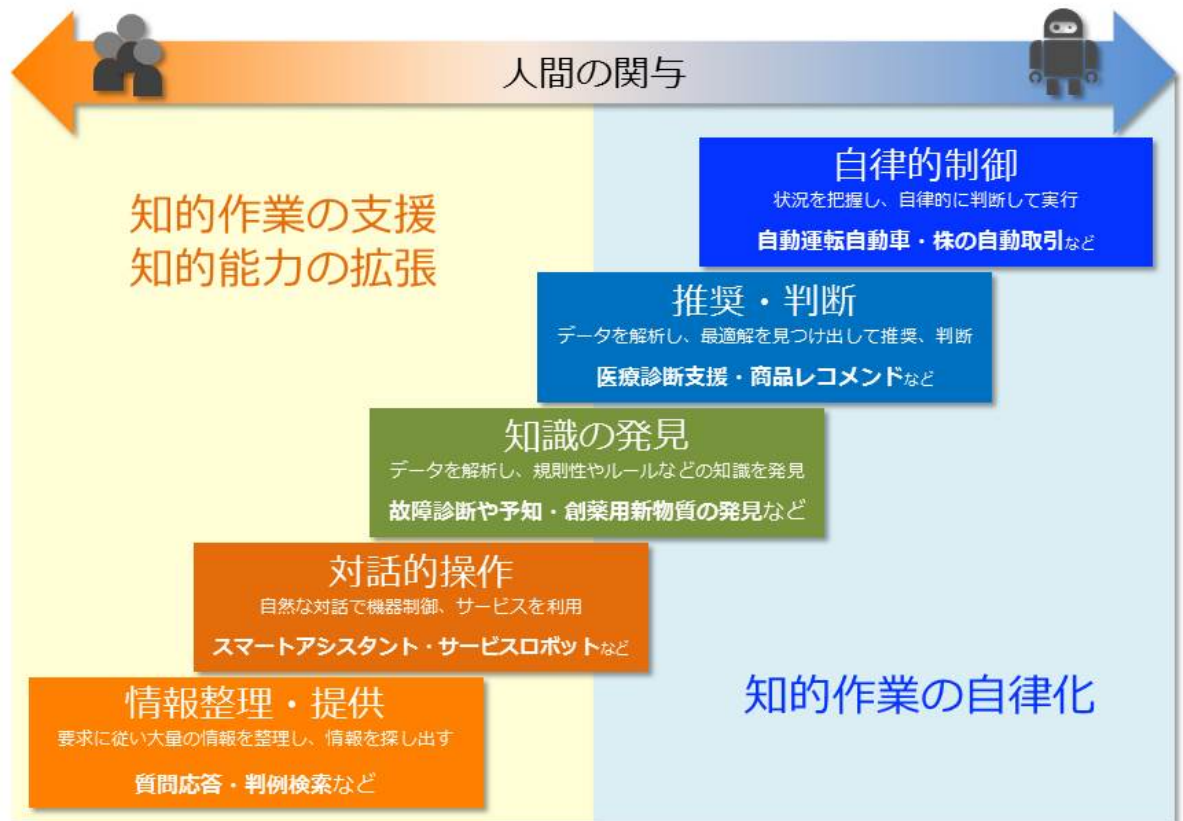 人間の関与
知的作業の支援
知的能力の拡張
自律的制御
状況を把握し、自律的に判断して実行
自動運転自動車・株の自動取引など
推奨・判断
データを解析し、最適解を見つけ出して推奨、判断
医療診断支援・商品レコメンドなど
知識の発見
データを解析し、規則性やルールなどの知識を発見
故障診断や予知・創薬用新物質の発見など
対話的操作
自然な対話で機器制御、サービスを利用
スマートアシスタント・サービスロボットなど
情報整理・提供
要求に従い大量の情報を整理し、情報を探し出す
質問応答・判例検索など
知的作業の自律化